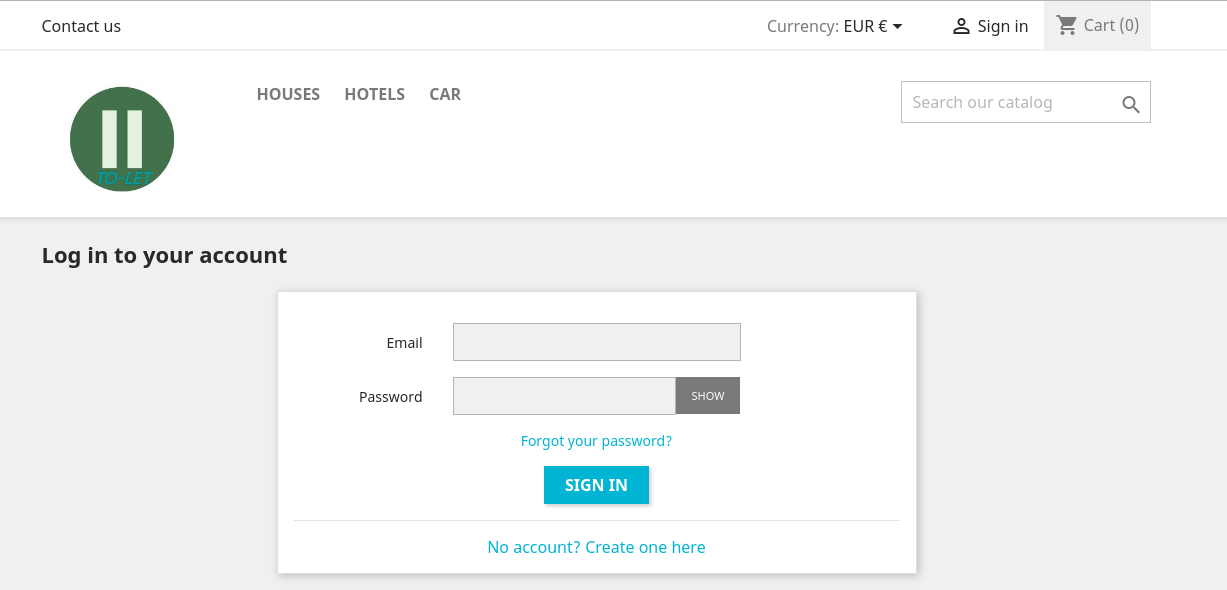 Contact us
Currency: EUR €
Sign in
Cart (0)
HOUSES HOTELS CAR
Search our catalog
TO-LET
Log in to your account
Email
Password
SHOW
Forgot your password?
SIGN IN
No account? Create one here